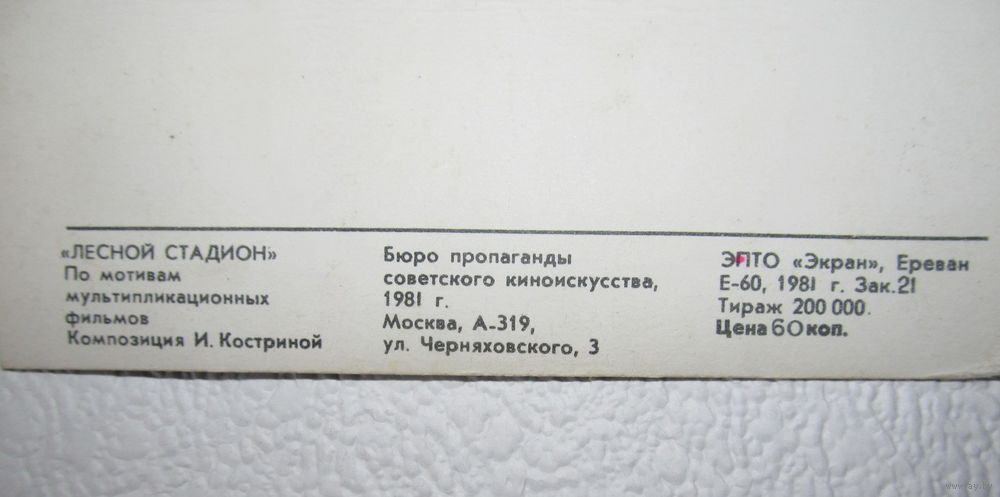 «ЛЕСНОЙ СТАДИОН»
По мотивам
мультипликационных
фильмов
Композиция И. Костриной
Бюро пропаганды
советского киноискусства,
1981 г.
Москва, А-319,
ул. Черняховского, 3
ЭПТО «Экран», Ереван
Е-60, 1981 г. Зак.21
Тираж 200 000.
Цена 60 коп.